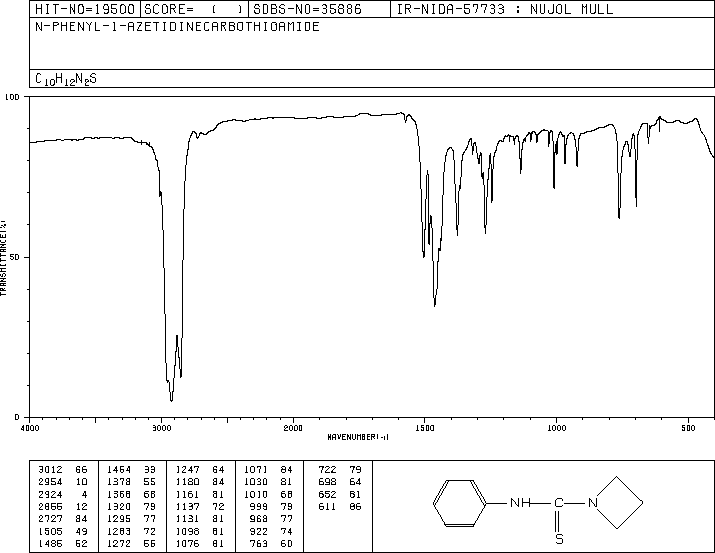 HIT-NO=19500 SCORE= ( ) SDBS-NO=35886 IR-NIDA-57733 : NUJOL MULL
N-PHENYL-1-AZETIDINECARBOTHIOAMIDE
C10H12N2S
100
50
0
TRANSMITTANCE(%)
4000 3000 2000 1500 1000 500
WAVENUMBER(-1)
3012 66 1464 33 1247 64 1071 84 722 79
2954 10 1378 55 1180 84 1030 81 698 64
2924 4 1368 68 1161 81 1010 68 652 81
2866 12 1320 79 1137 72 999 79 611 86
2727 84 1295 77 1131 81 968 77
1505 49 1283 72 1098 81 922 74
1486 52 1272 55 1076 81 763 60
NH C N
S